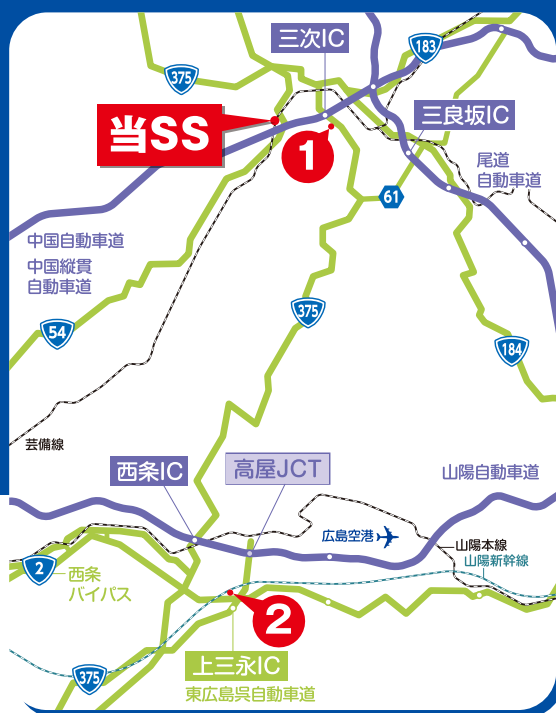 三次IC
183
375
当SS
1
三良坂IC
尾道
自動車道
61
中国自動車道
中国縦貫
自動車道
54
375
184
芸備線
西条IC
高屋JCT
山陽自動車道
広島空港
山陽本線
山陽新幹線
2
西条
バイパス
2
上三永IC
375
東広島呉自動車道